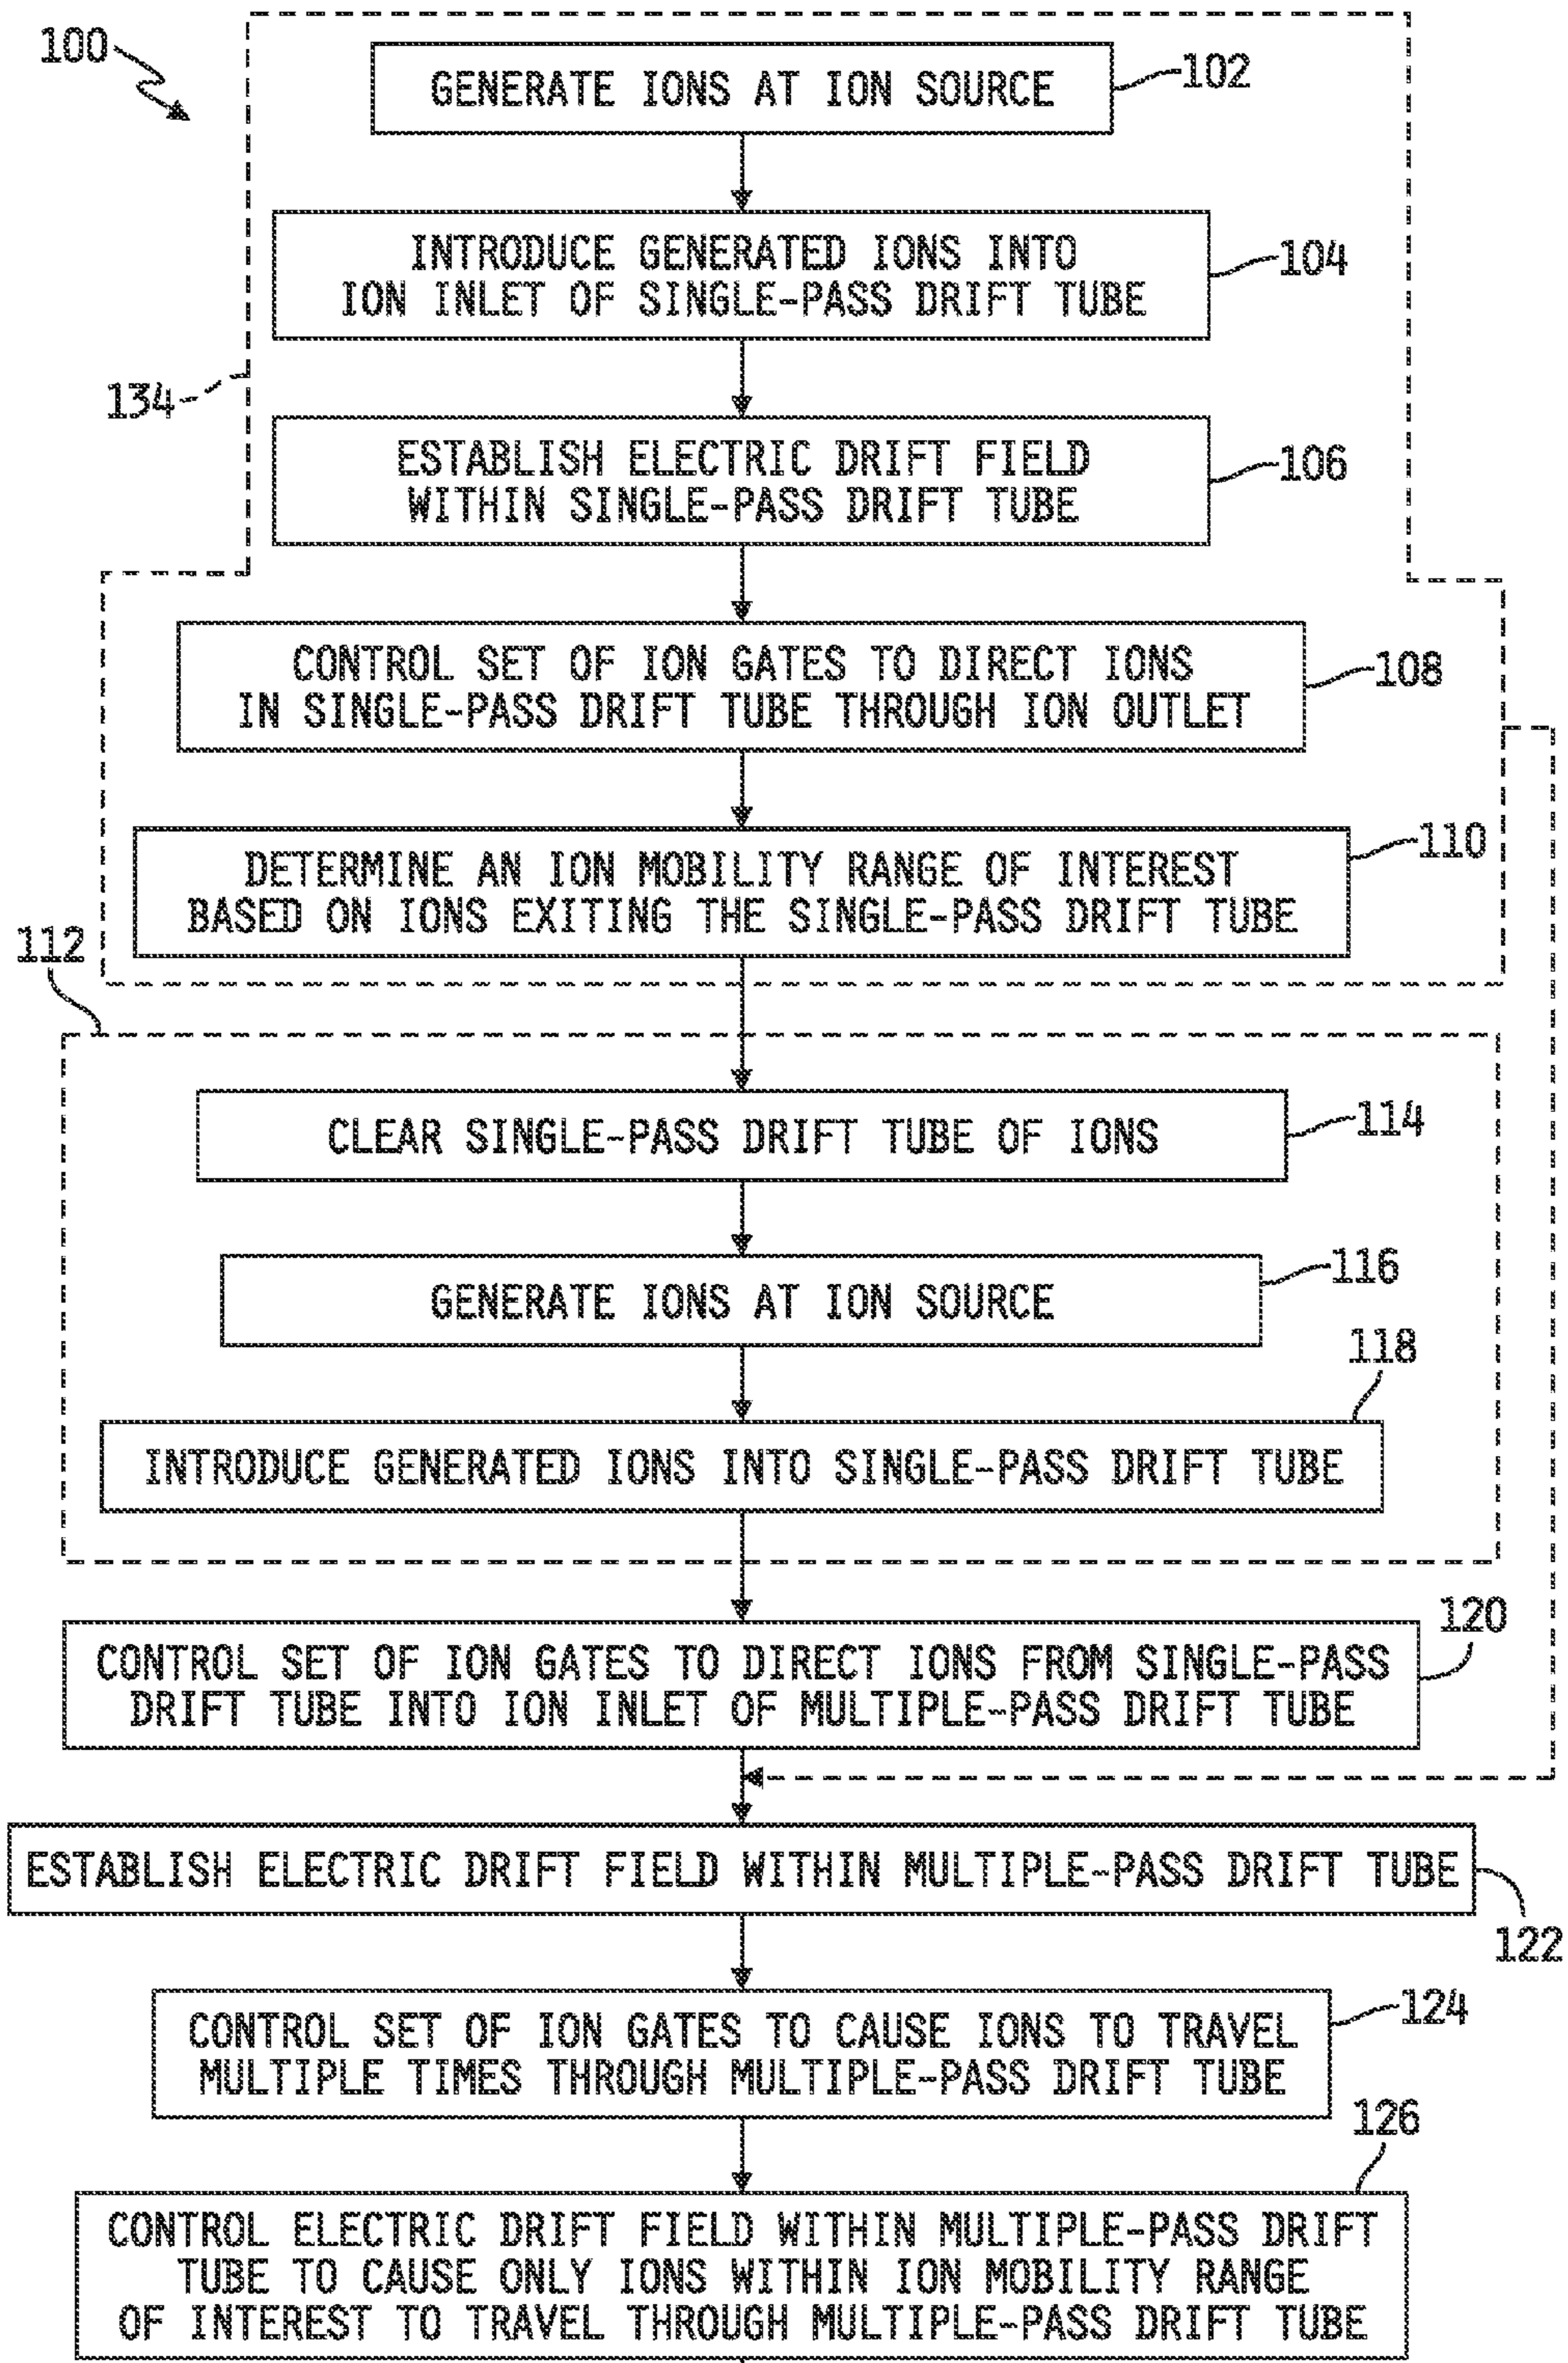 100
GENERATE IONS AT ION SOURCE
102
INTRODUCE GENERATED IONS INTO
ION INLET OF SINGLE-PASS DRIFT TUBE
104
134
ESTABLISH ELECTRIC DRIFT FIELD
WITHIN SINGLE-PASS DRIFT TUBE
106
CONTROL SET OF ION GATES TO DIRECT IONS
IN SINGLE-PASS DRIFT TUBE THROUGH ION OUTLET
108
DETERMINE AN ION MOBILITY RANGE OF INTEREST
BASED ON IONS EXITING THE SINGLE-PASS DRIFT TUBE
110
112
CLEAR SINGLE-PASS DRIFT TUBE OF IONS
114
GENERATE IONS AT ION SOURCE
116
118
INTRODUCE GENERATED IONS INTO SINGLE-PASS DRIFT TUBE
120
CONTROL SET OF ION GATES TO DIRECT IONS FROM SINGLE-PASS
DRIFT TUBE INTO ION INLET OF MULTIPLE-PASS DRIFT TUBE
ESTABLISH ELECTRIC DRIFT FIELD WITHIN MULTIPLE-PASS DRIFT TUBE
122
CONTROL SET OF ION GATES TO CAUSE IONS TO TRAVEL
MULTIPLE TIMES THROUGH MULTIPLE-PASS DRIFT TUBE
124
126
CONTROL ELECTRIC DRIFT FIELD WITHIN MULTIPLE-PASS DRIFT
TUBE TO CAUSE ONLY IONS WITHIN ION MOBILITY RANGE
OF INTEREST TO TRAVEL THROUGH MULTIPLE-PASS DRIFT TUBE